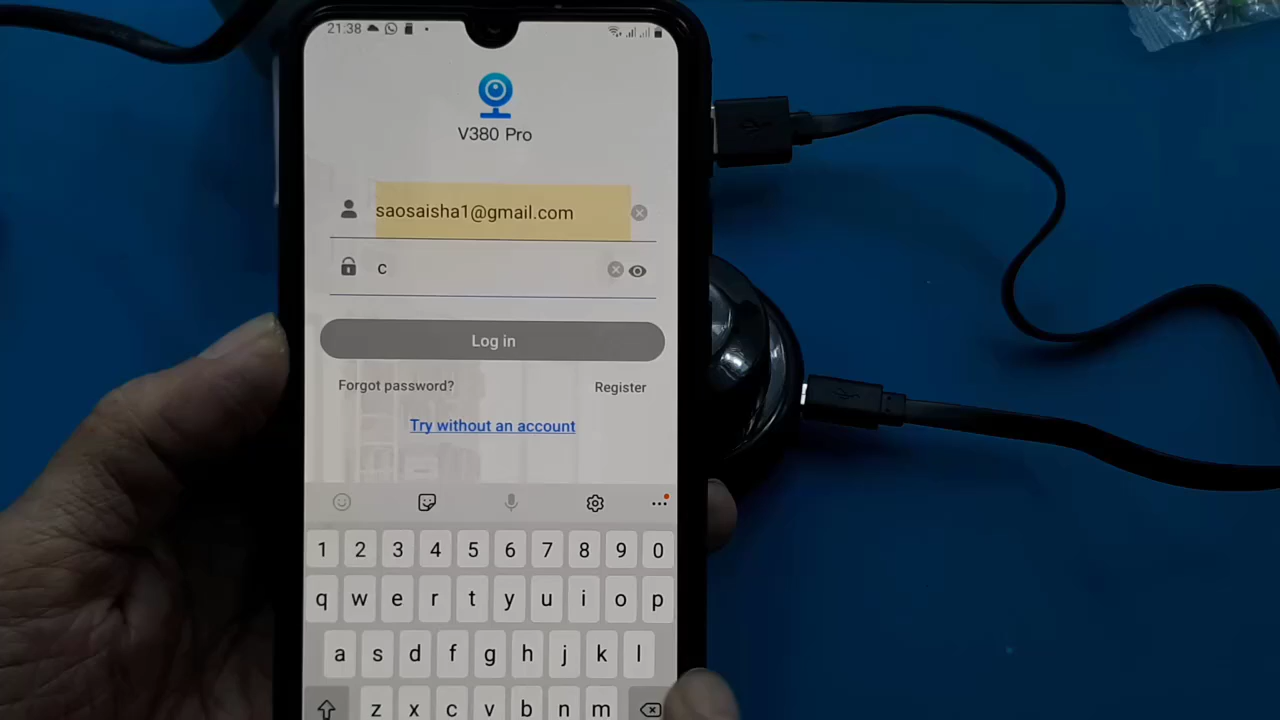 21:38
V380 Pro
saosaisha1@gmail.com
c
Log in
Forgot password?
Register
Try without an account
1 2 3 4 5 6 7 8 9 0
q w e r t y u i o p
a s d f g h j k l
z x c v b n m